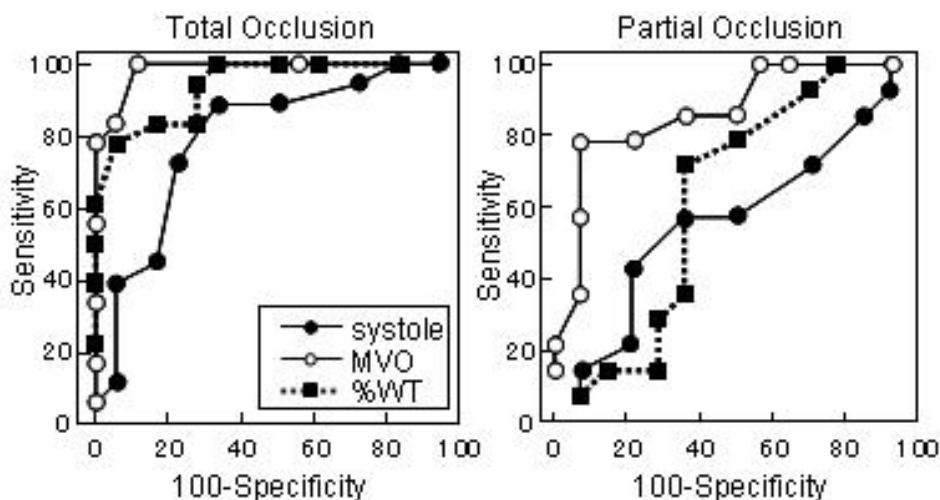 Total Occlusion
Sensitivity
100
80
60
40
20
0
0 20 40 60 80 100
100-Specificity
systole
MVO
%WT
Partial Occlusion
Sensitivity
100
80
60
40
20
0
0 20 40 60 80 100
100-Specificity